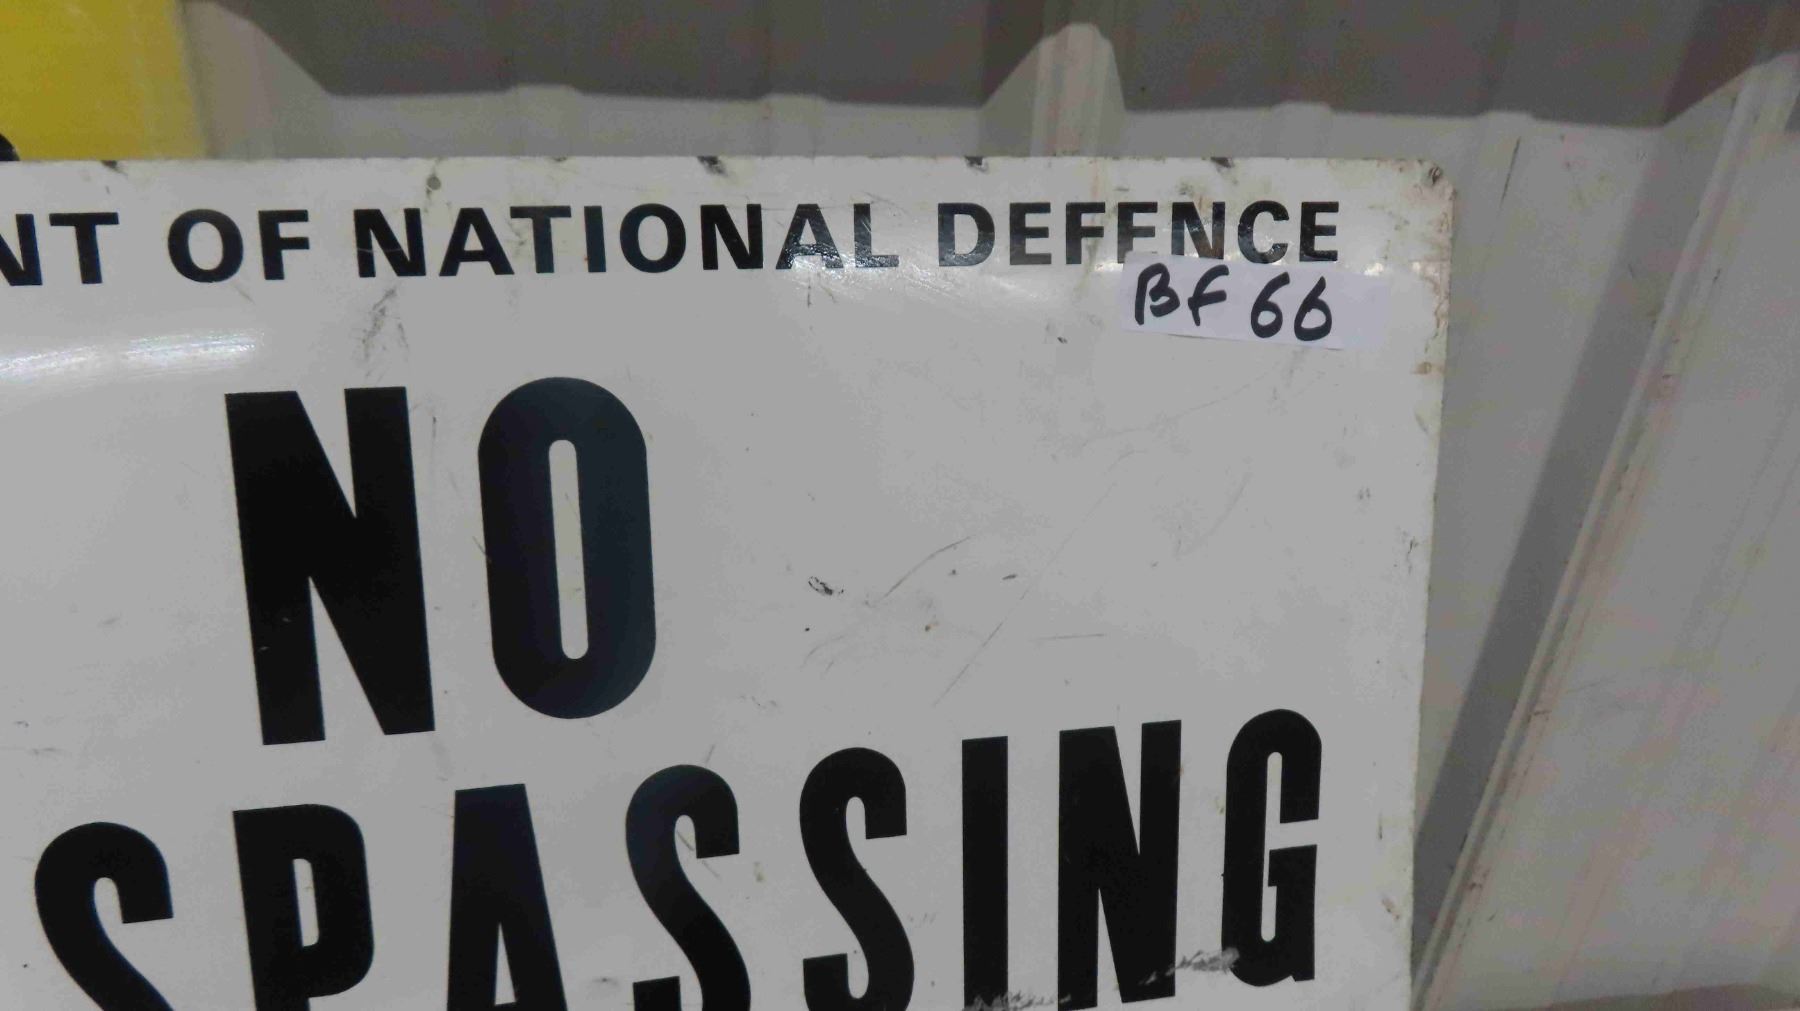 NT OF NATIONAL DEFENCE
BF 66
NO
SPASSING